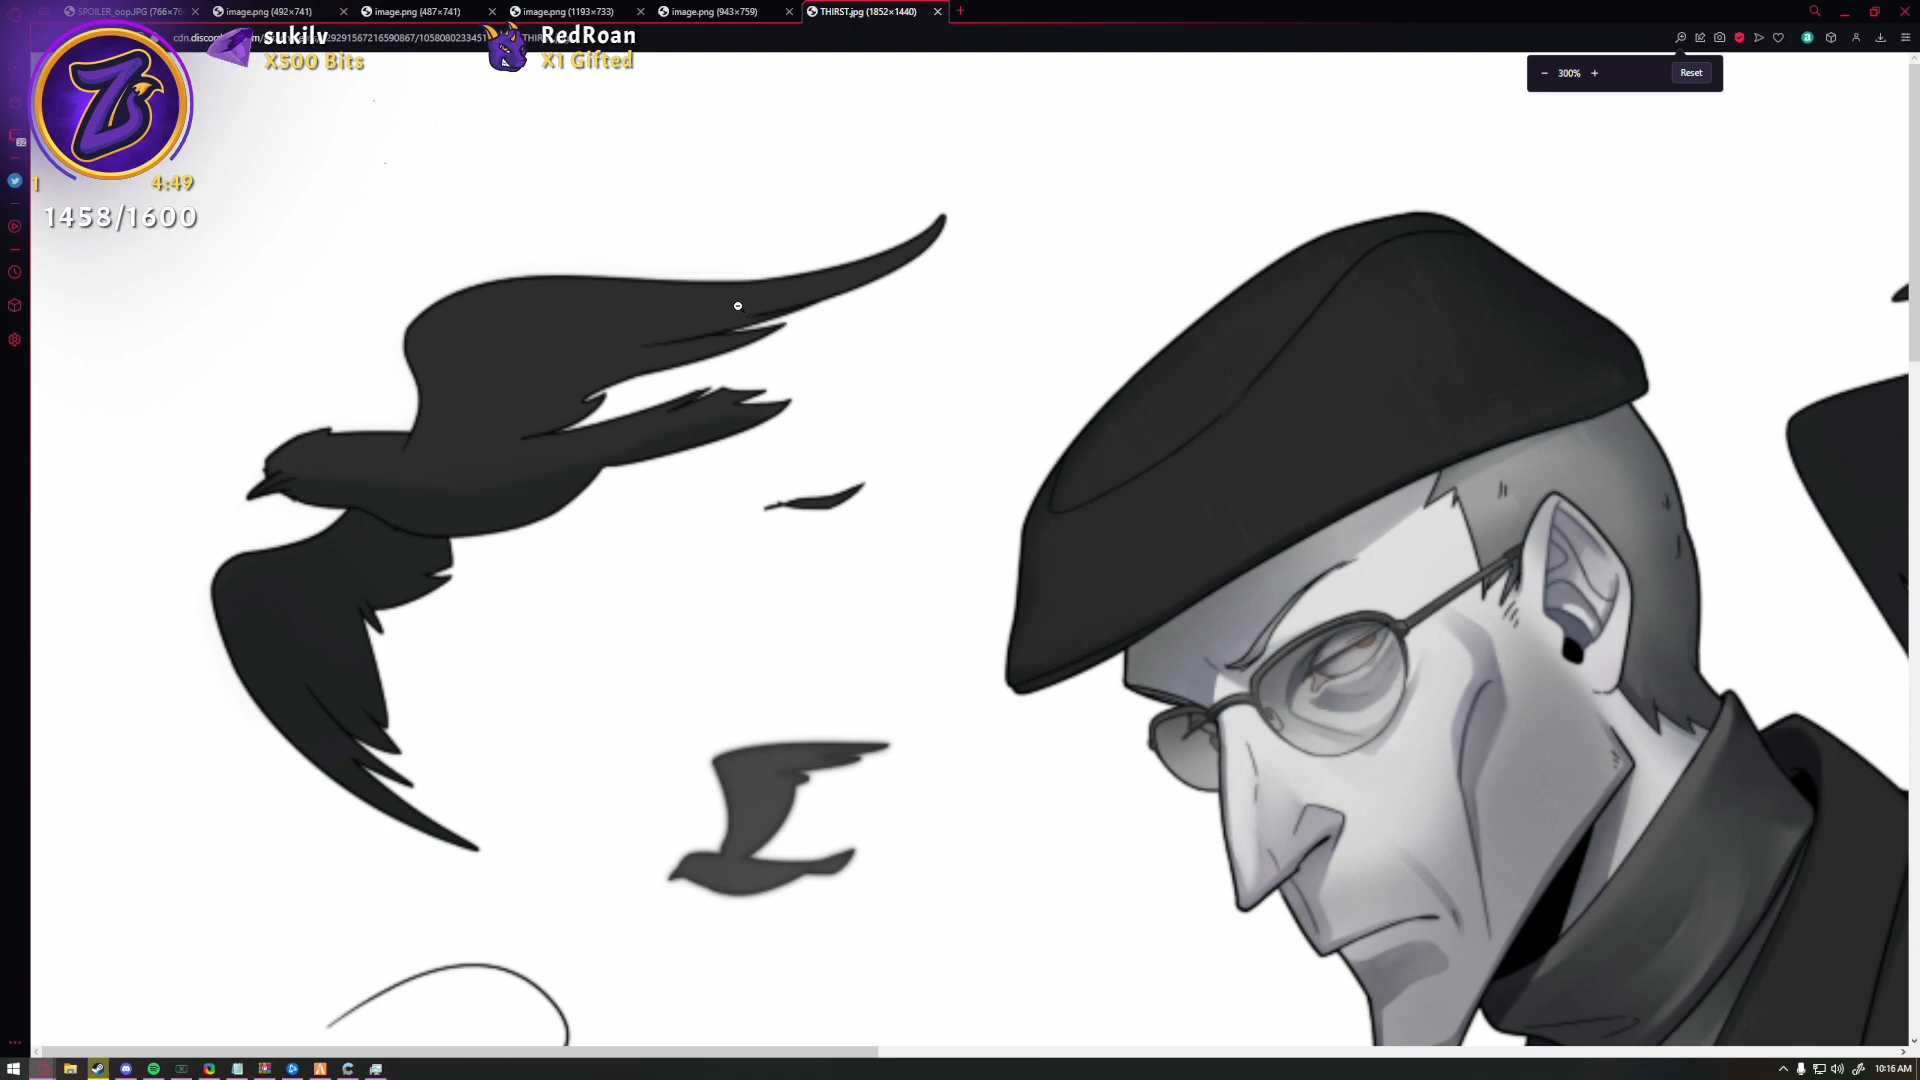 SPOILER_oop.JPG (766×76
image.png (492×741)
image.png (487×741)
image.png (1193×733)
image.png (943×759)
THIRST.jpg (1852×1440)
sukilv
X500 Bits
RedRoan
X1 Gifted
300%
Reset
1
4:49
1458/1600
10:16 AM